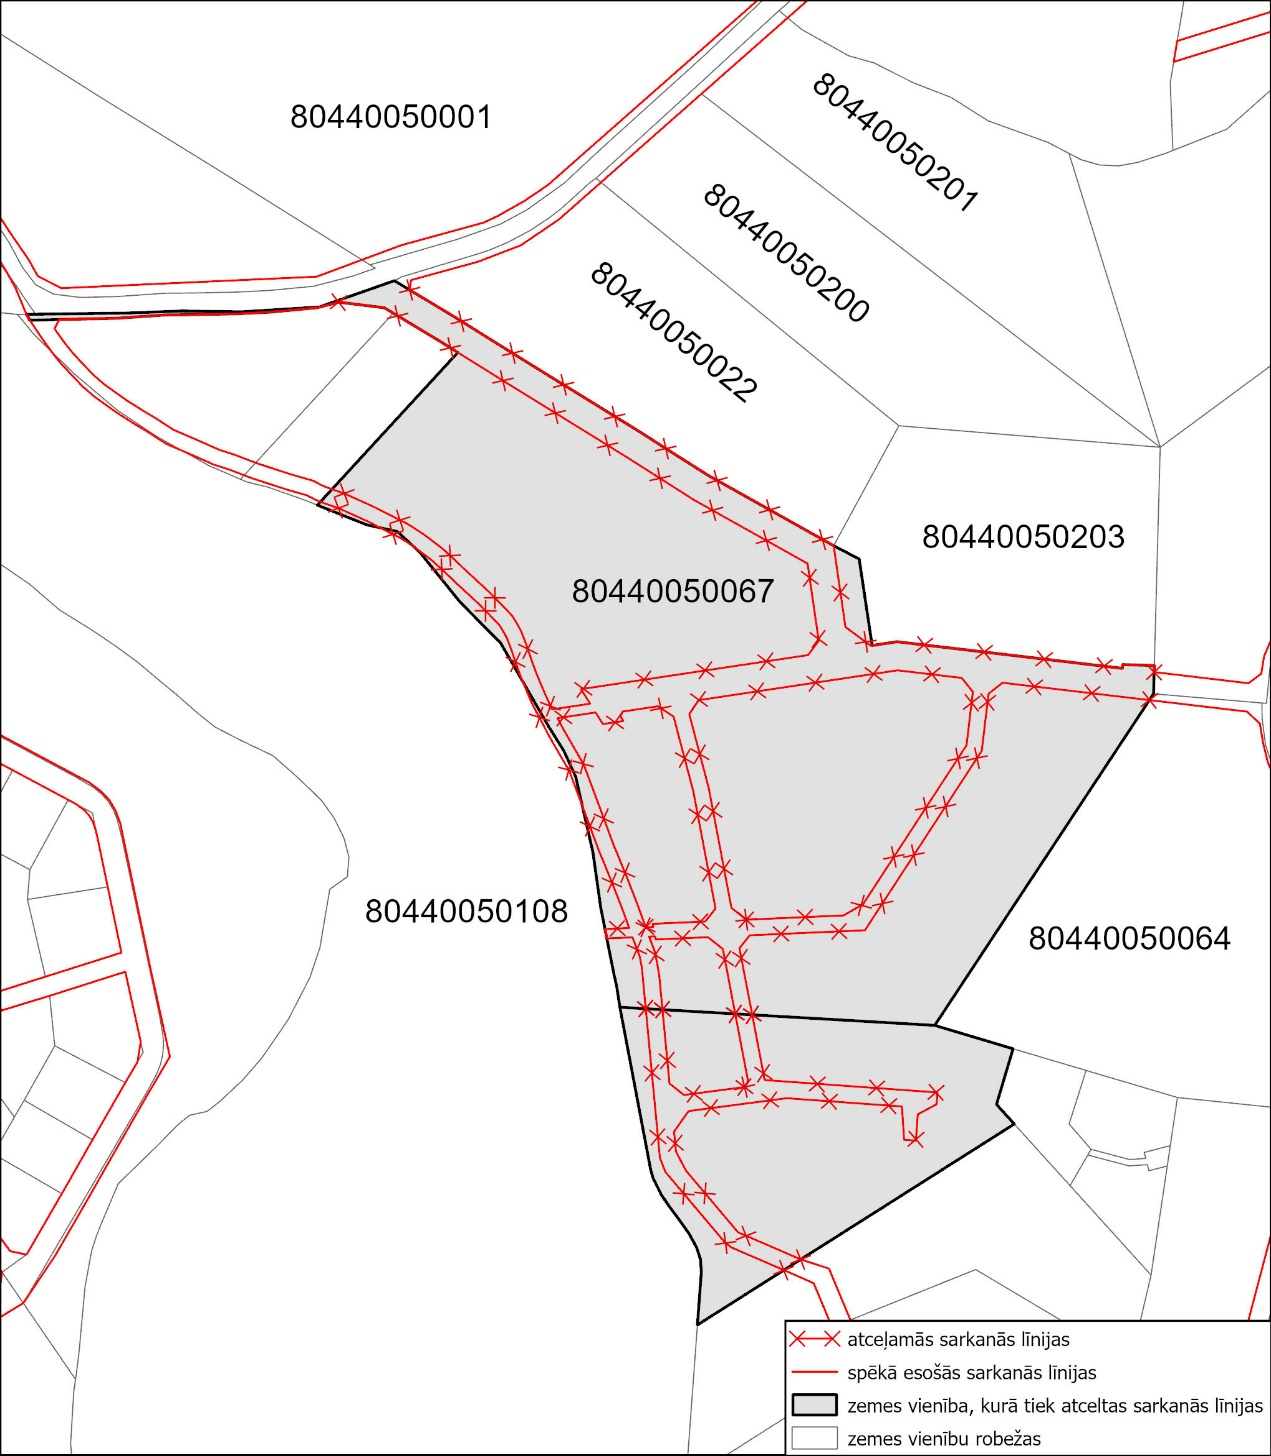 80440050001
80440050201
80440050200
80440050022
80440050203
80440050067
80440050108
80440050064
atceļamās sarkanās līnijas
spēkā esošās sarkanās līnijas
zemes vienība, kurā tiek atceltas sarkanās līnijas
zemes vienību robežas